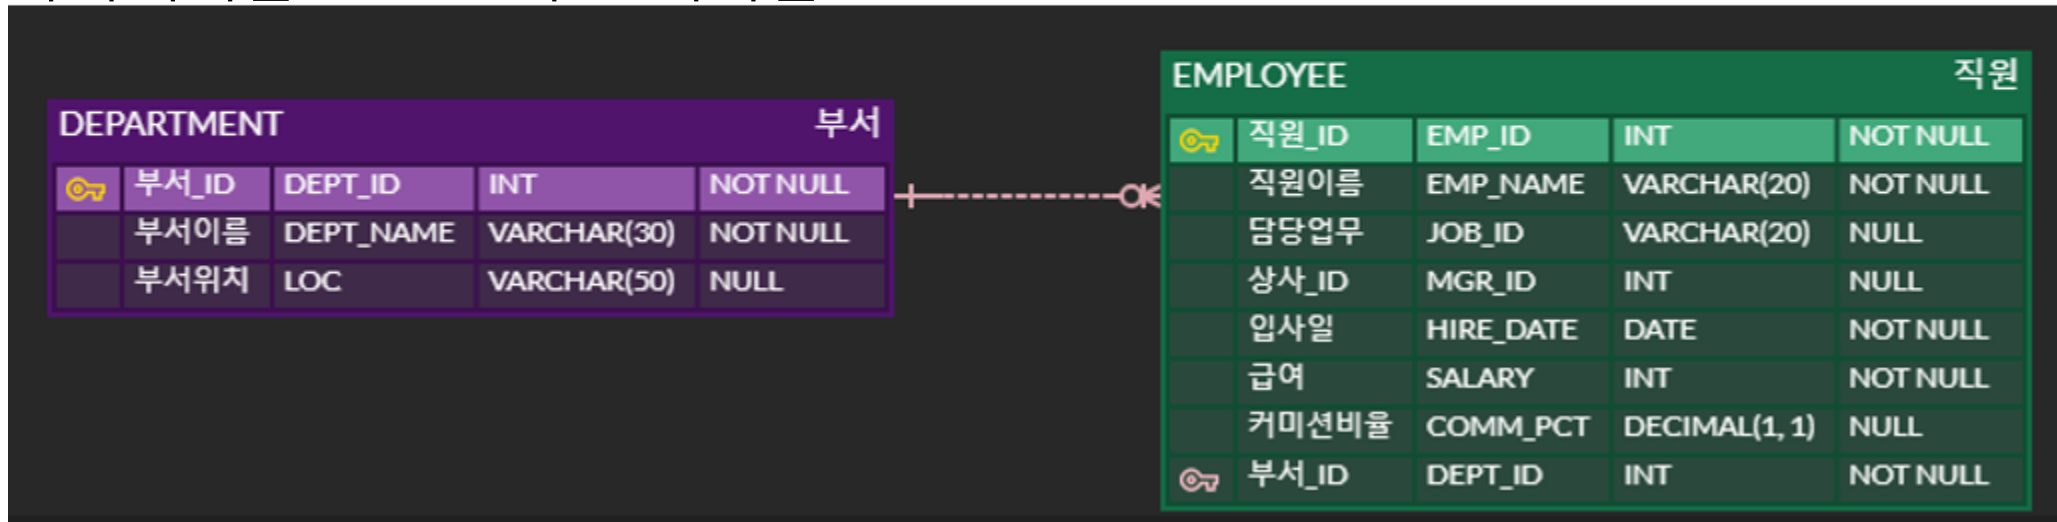 DEPARTMENT 부서
부서_ID DEPT_ID INT NOT NULL
부서이름 DEPT_NAME VARCHAR(30) NOT NULL
부서위치 LOC VARCHAR(50) NULL
EMPLOYEE 직원
직원_ID EMP_ID INT NOT NULL
직원이름 EMP_NAME VARCHAR(20) NOT NULL
담당업무 JOB_ID VARCHAR(20) NULL
상사_ID MGR_ID INT NULL
입사일 HIRE_DATE DATE NOT NULL
급여 SALARY INT NOT NULL
커미션비율 COMM_PCT DECIMAL(1, 1) NULL
부서_ID DEPT_ID INT NOT NULL